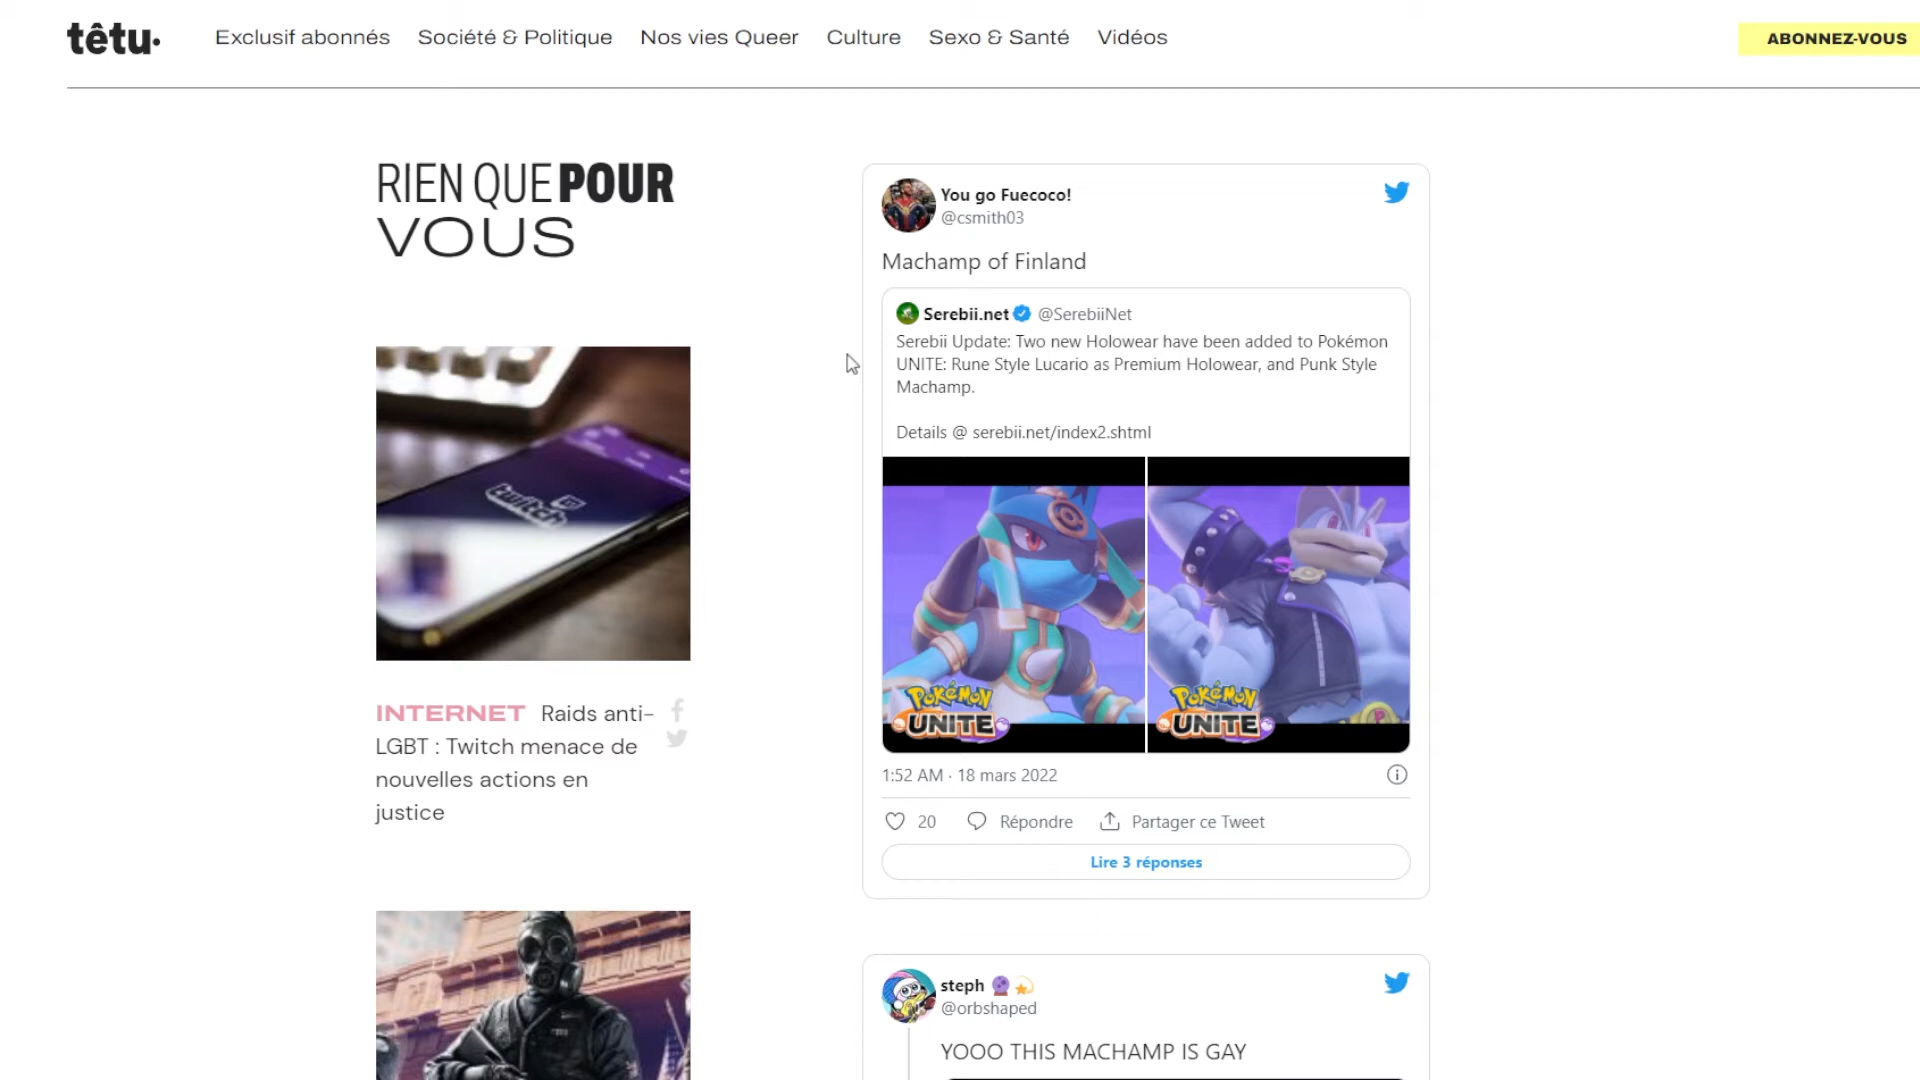 têtu•
Exclusif abonnés
Société & Politique
Nos vies Queer
Culture
Sexo & Santé
Vidéos
ABONNEZ-VOUS
RIEN QUE POUR
VOUS
twitch
INTERNET Raids anti-
LGBT : Twitch menace de
nouvelles actions en
justice
You go Fuecoco!
@csmith03
Machamp of Finland
Serebii.net @SerebiiNet
Serebii Update: Two new Holowear have been added to Pokémon
UNITE: Rune Style Lucario as Premium Holowear, and Punk Style
Machamp.
Details @ serebii.net/index2.shtml
POKéMON
UNITE
POKéMON
UNITE
1:52 AM · 18 mars 2022
20 Répondre Partager ce Tweet
Lire 3 réponses
steph
@orbshaped
YOOO THIS MACHAMP IS GAY